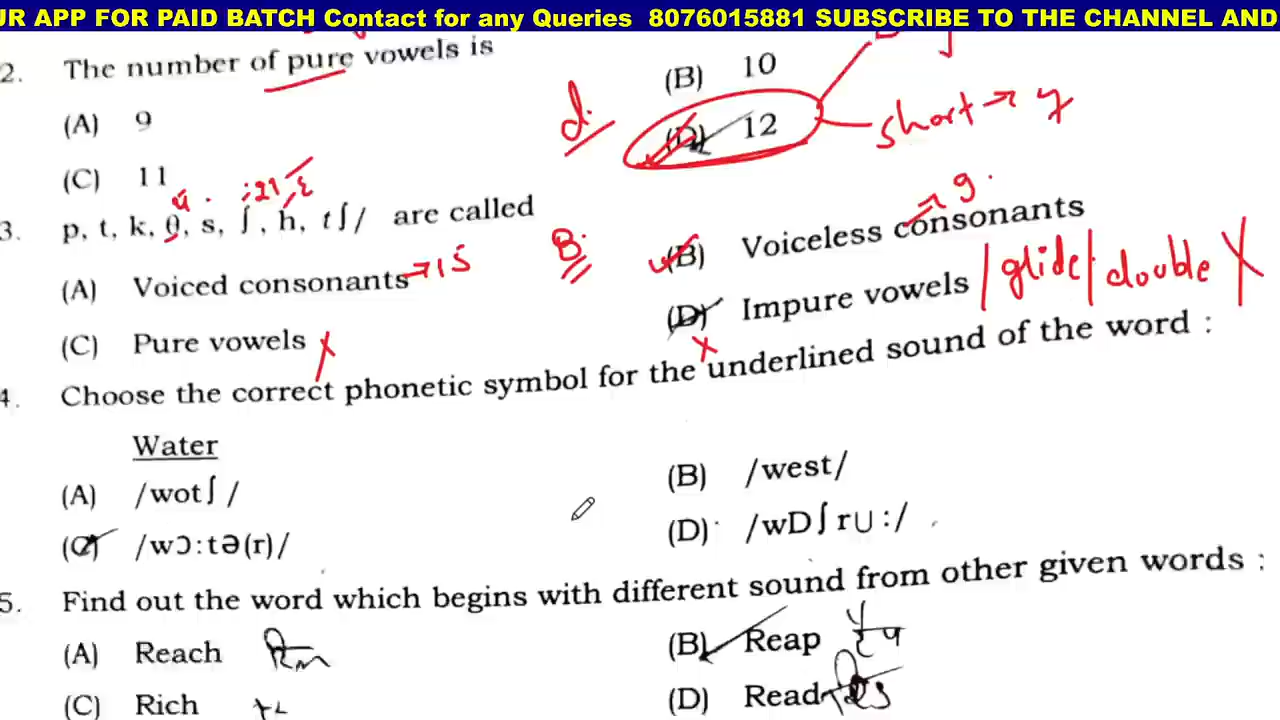 UR APP FOR PAID BATCH Contact for any Queries 8076015881 SUBSCRIBE TO THE CHANNEL AND
2. The number of pure vowels is
(A) 9
(B) 10
(C) 11
(D) 12
d.
short → 7
3. p, t, k, θ, s, ʃ, h, tʃ/ are called
(A) Voiced consonants → 15
B.
(B) Voiceless consonants → 9.
(C) Pure vowels x
(D) Impure vowels / glide / double x
4. Choose the correct phonetic symbol for the underlined sound of the word :
Water
(A) /wotʃ /
(B) /west/
(C) /wɔ:tə(r)/
(D) /wDʃ rU :/
5. Find out the word which begins with different sound from other given words :
(A) Reach
(B) Reap
(C) Rich
(D) Read